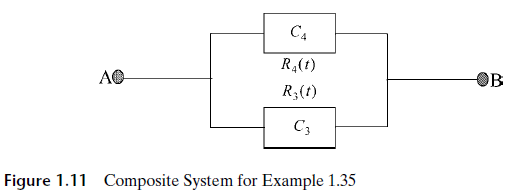 C₄
R₄(t)
A
B
R₃(t)
C₃
Figure 1.11 Composite System for Example 1.35